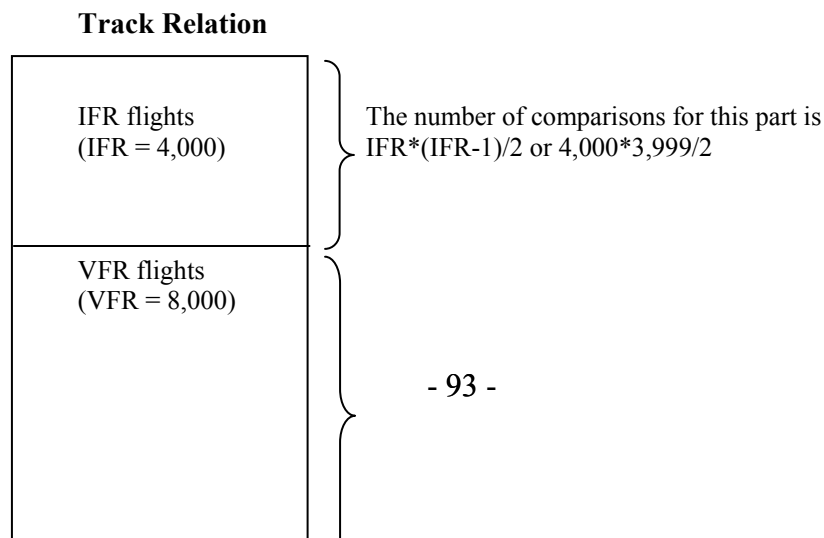 Track Relation
IFR flights
(IFR = 4,000)
The number of comparisons for this part is
IFR*(IFR-1)/2 or 4,000*3,999/2
VFR flights
(VFR = 8,000)
- 93 -